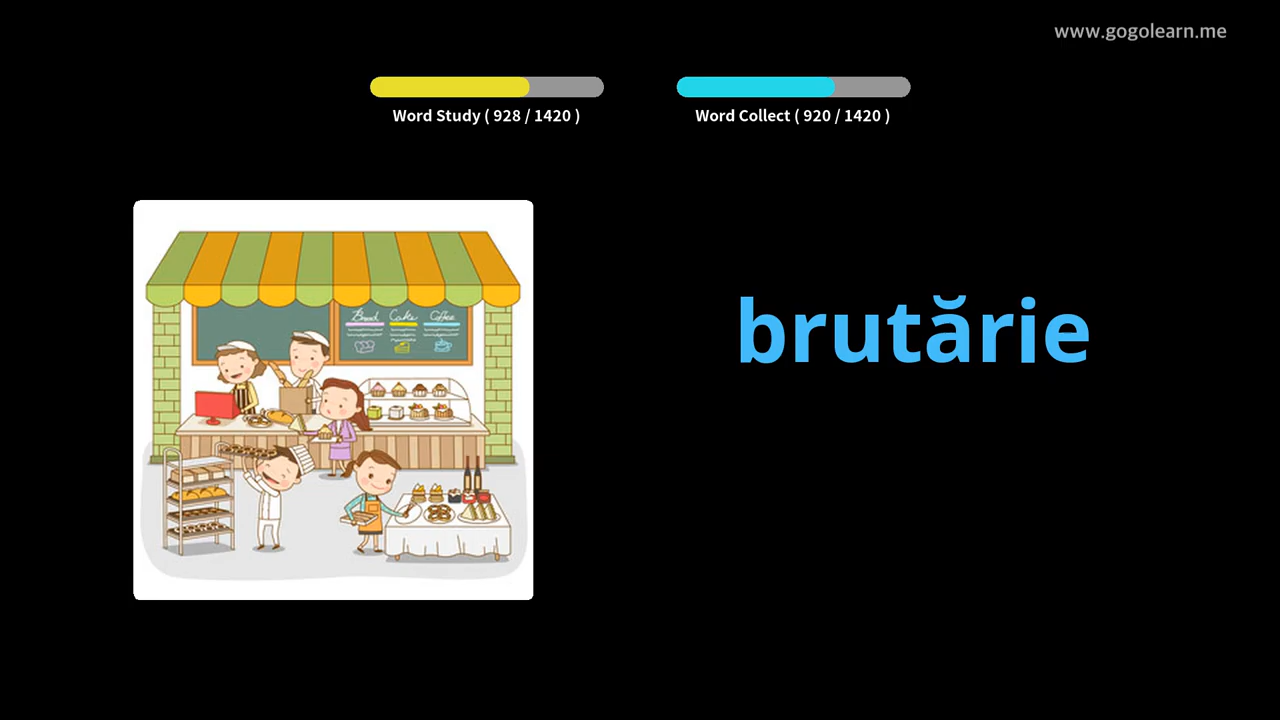 www.gogolearn.me
Word Study ( 928 / 1420 )
Word Collect ( 920 / 1420 )
Bread Cake Coffee
brutărie